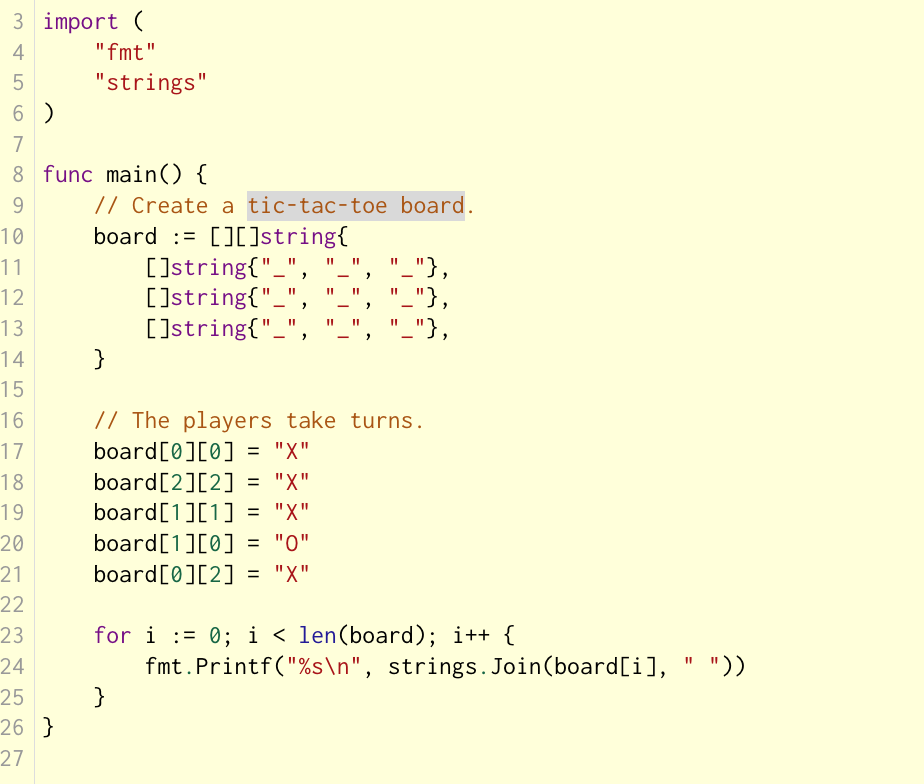 3 import (
4     "fmt"
5     "strings"
6 )
7
8 func main() {
9     // Create a tic-tac-toe board.
10     board := [][]string{
11         []string{"_", "_", "_"},
12         []string{"_", "_", "_"},
13         []string{"_", "_", "_"},
14     }
15
16     // The players take turns.
17     board[0][0] = "X"
18     board[2][2] = "X"
19     board[1][1] = "X"
20     board[1][0] = "O"
21     board[0][2] = "X"
22
23     for i := 0; i < len(board); i++ {
24         fmt.Printf("%s\n", strings.Join(board[i], " "))
25     }
26 }
27